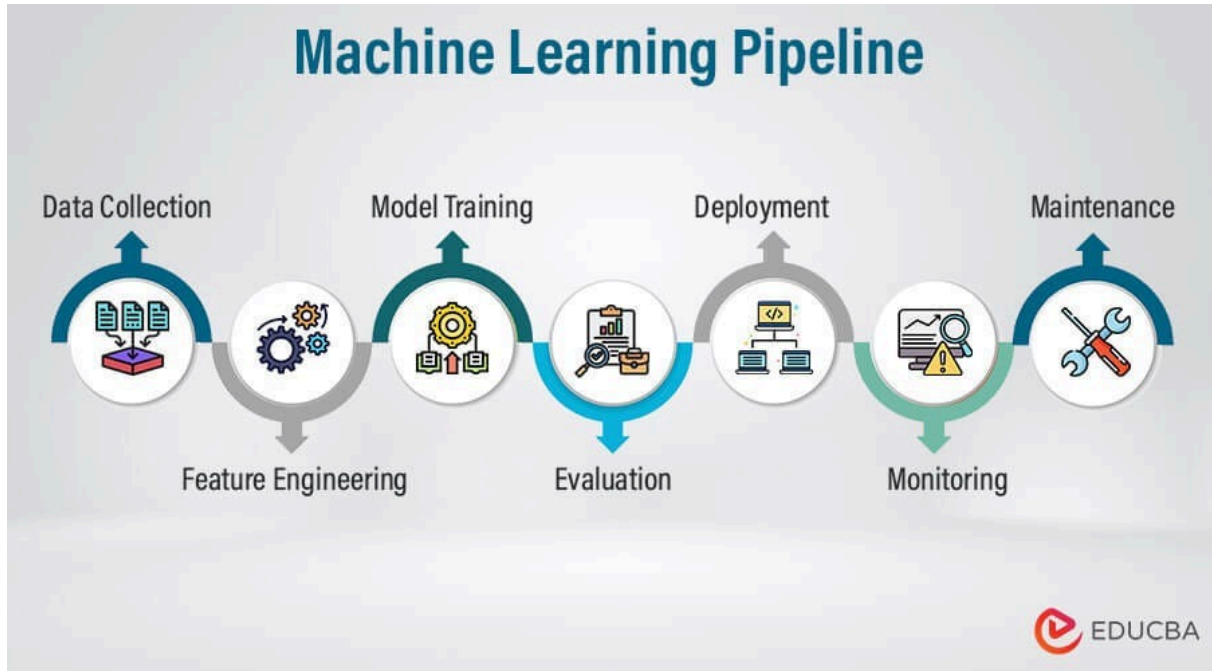 Machine Learning Pipeline
Data Collection
Feature Engineering
Model Training
Evaluation
Deployment
Monitoring
Maintenance
EDUCBA